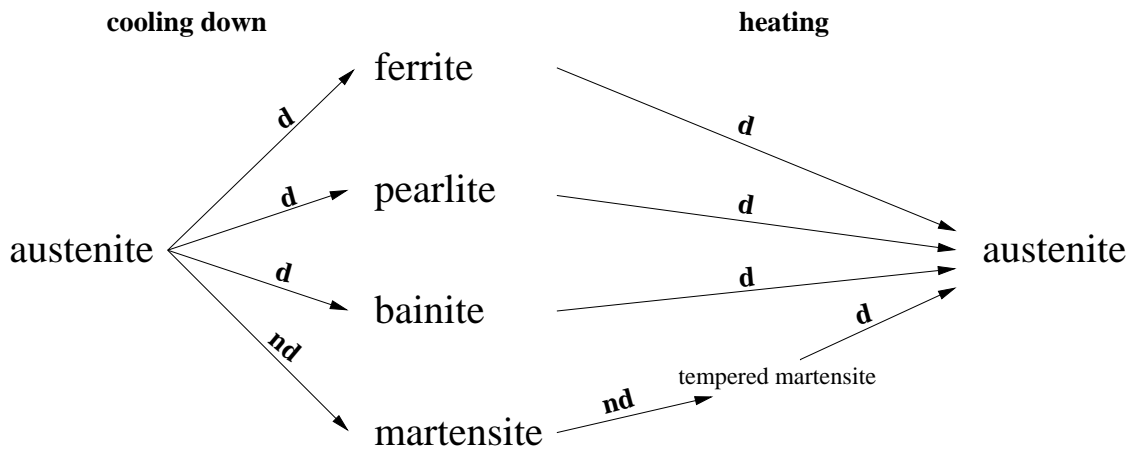 cooling down
heating
ferrite
d
d
pearlite
d
d
austenite
austenite
d
d
bainite
d
nd
tempered martensite
nd
martensite